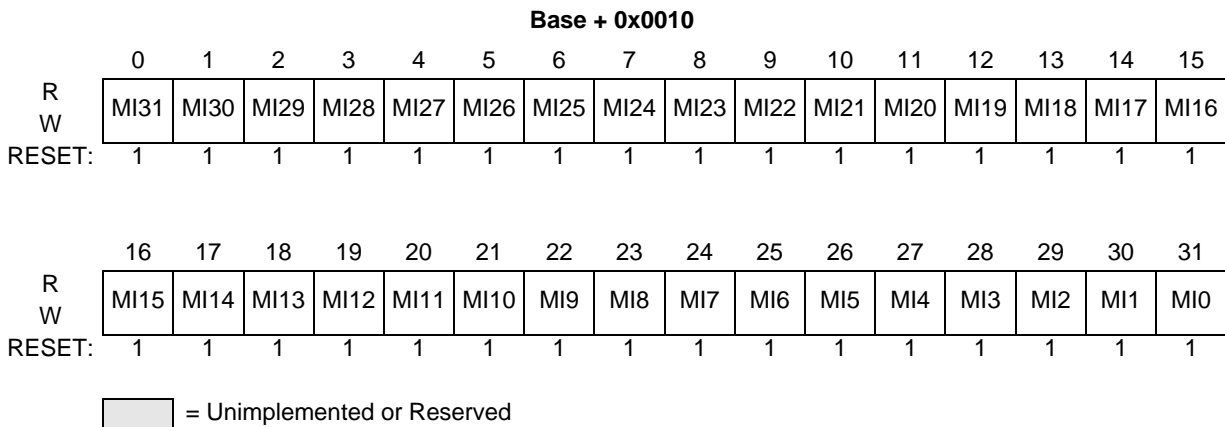 Base + 0x0010
0 1 2 3 4 5 6 7 8 9 10 11 12 13 14 15
R
MI31 MI30 MI29 MI28 MI27 MI26 MI25 MI24 MI23 MI22 MI21 MI20 MI19 MI18 MI17 MI16
W
RESET: 1 1 1 1 1 1 1 1 1 1 1 1 1 1 1 1
16 17 18 19 20 21 22 23 24 25 26 27 28 29 30 31
R
MI15 MI14 MI13 MI12 MI11 MI10 MI9 MI8 MI7 MI6 MI5 MI4 MI3 MI2 MI1 MI0
W
RESET: 1 1 1 1 1 1 1 1 1 1 1 1 1 1 1 1
= Unimplemented or Reserved